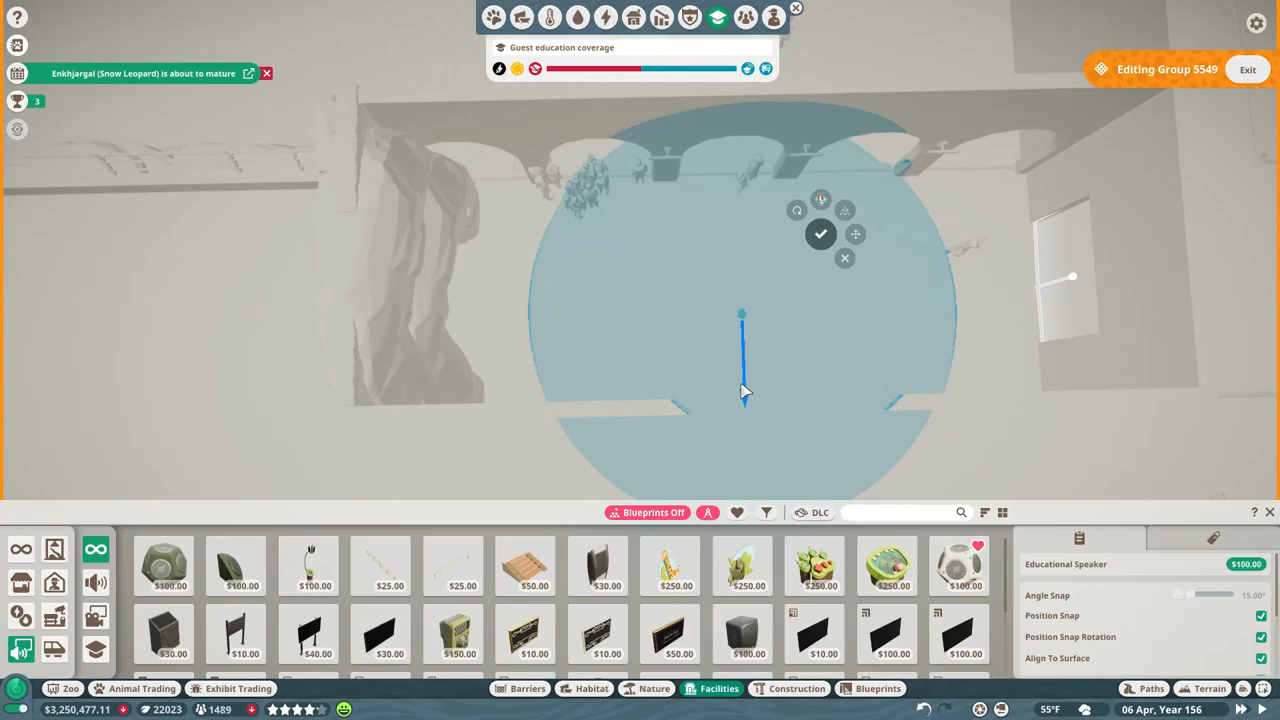 ?
Guest education coverage
Enkhjargal (Snow Leopard) is about to mature
3
Editing Group 5549
Exit
Blueprints Off
DLC
?
$100.00
$100.00
$100.00
$25.00
$25.00
$50.00
$30.00
$250.00
$250.00
$250.00
$250.00
$100.00
$30.00
$10.00
$40.00
$30.00
$150.00
$10.00
$10.00
$50.00
$100.00
$10.00
$100.00
$100.00
Educational Speaker
$100.00
Angle Snap
15.00°
Position Snap
Position Snap Rotation
Align To Surface
Zoo
Animal Trading
Exhibit Trading
Barriers
Habitat
Nature
Facilities
Construction
Blueprints
Paths
Terrain
$3,250,477.11
22023
1489
55°F
06 Apr, Year 156